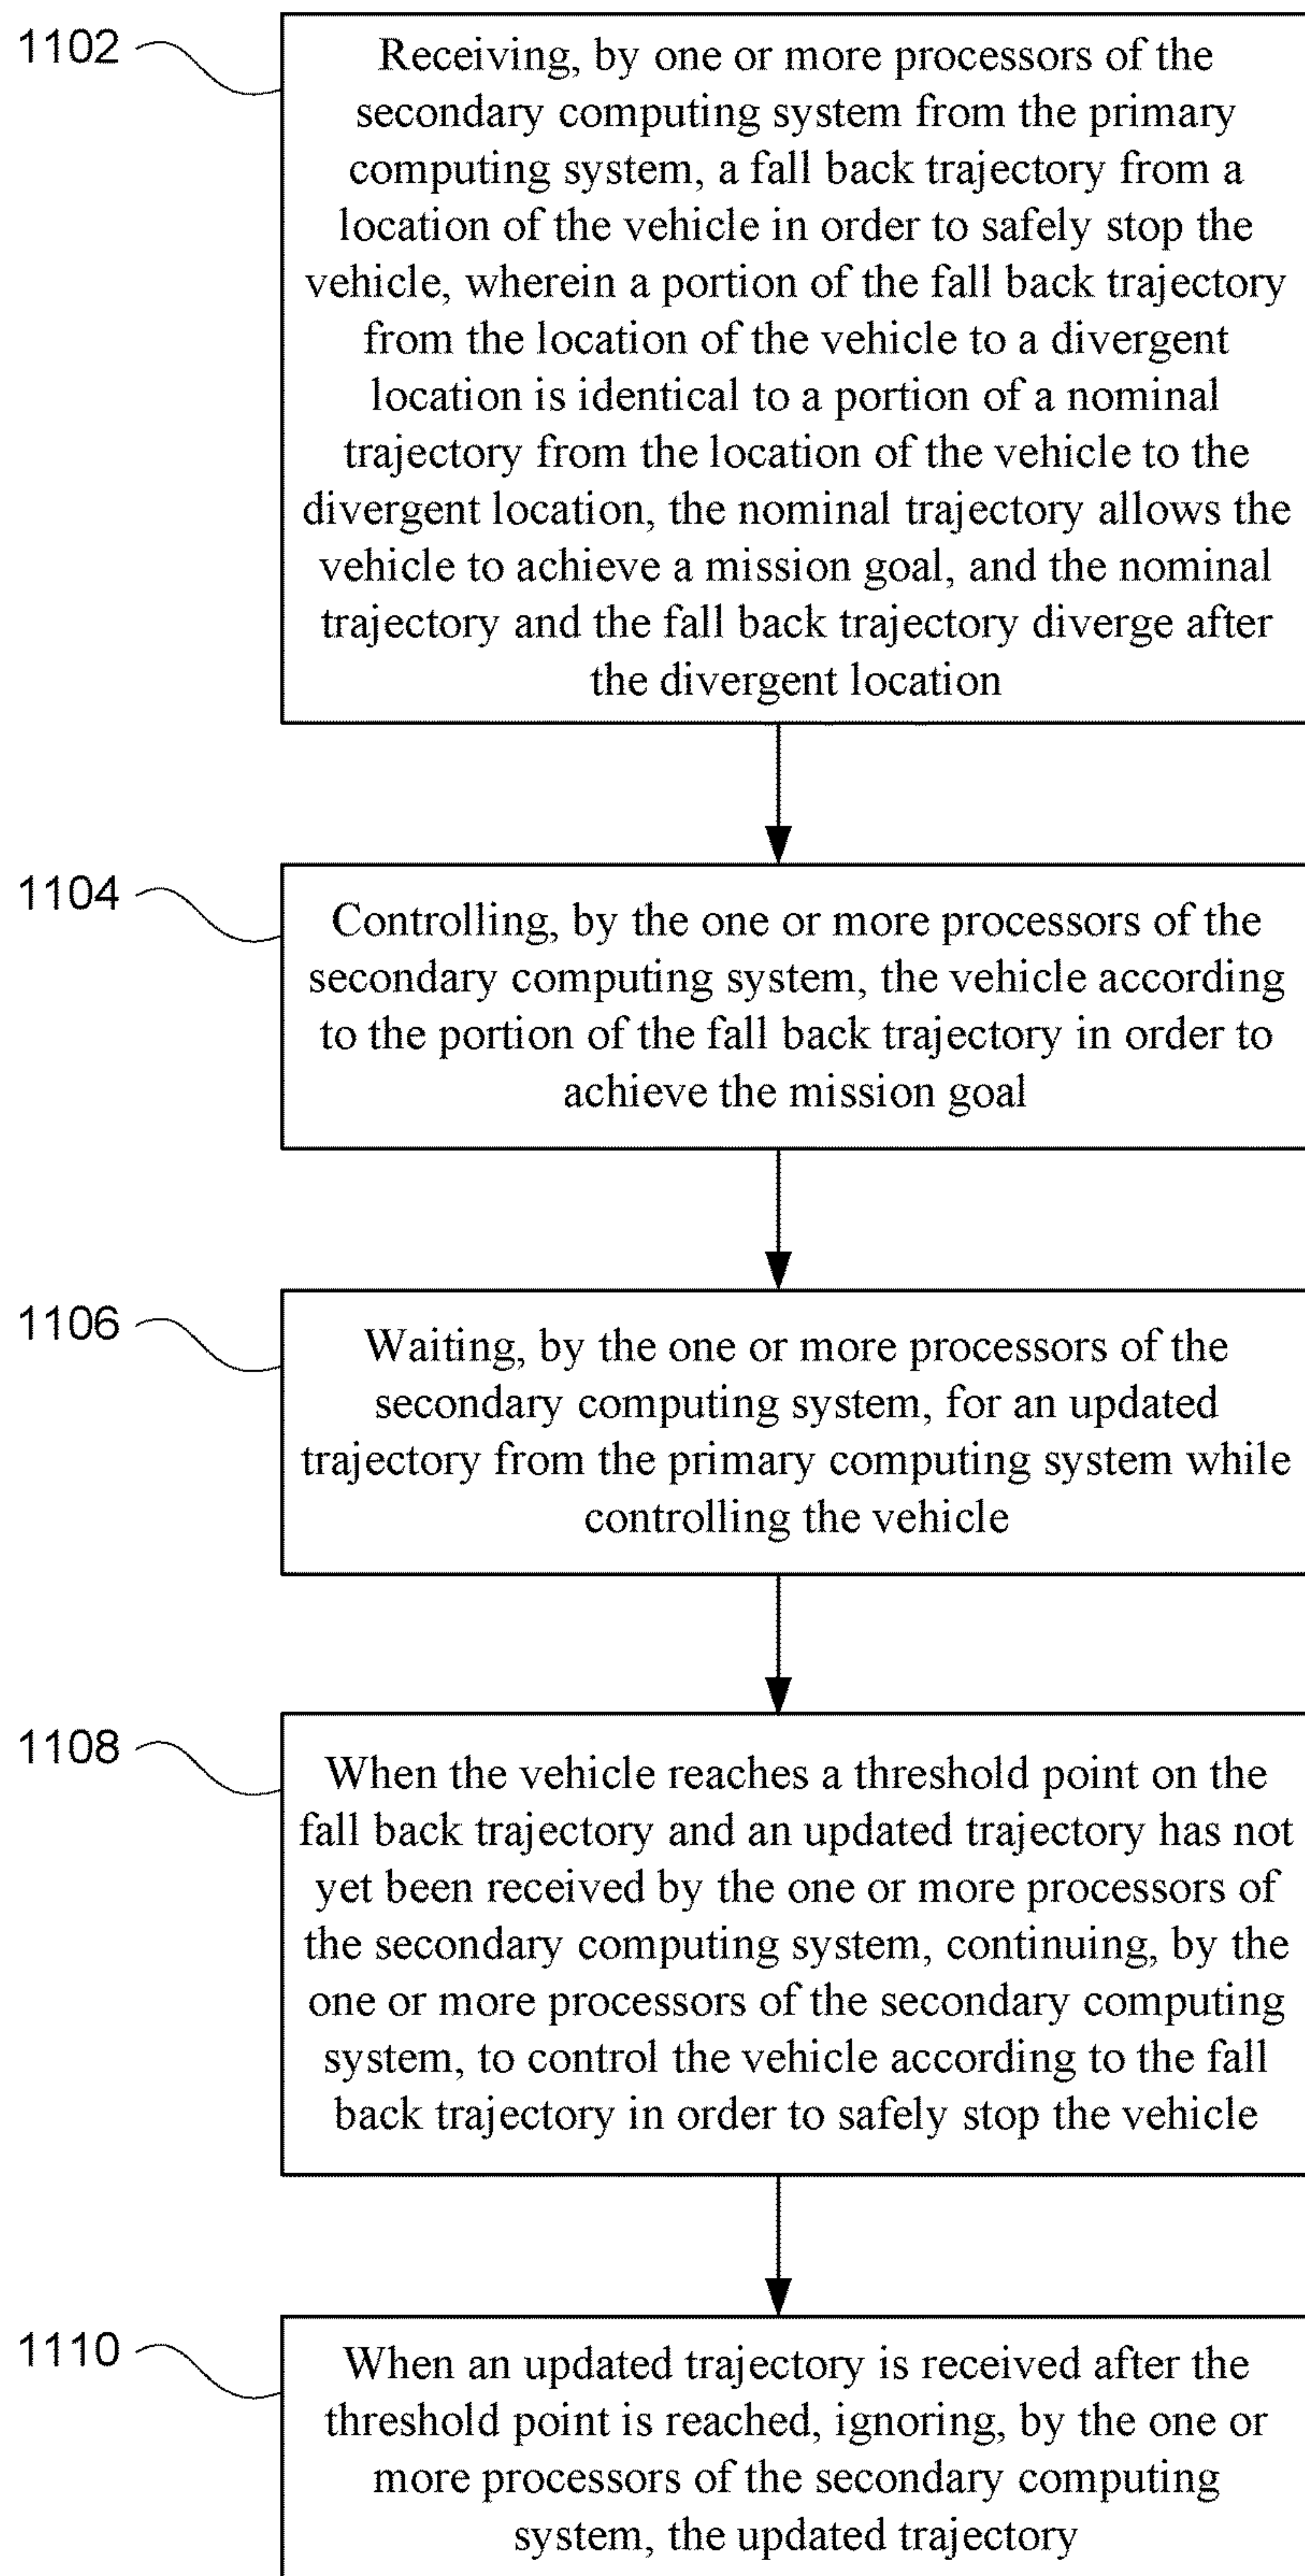 1102
Receiving, by one or more processors of the
secondary computing system from the primary
computing system, a fall back trajectory from a
location of the vehicle in order to safely stop the
vehicle, wherein a portion of the fall back trajectory
from the location of the vehicle to a divergent
location is identical to a portion of a nominal
trajectory from the location of the vehicle to the
divergent location, the nominal trajectory allows the
vehicle to achieve a mission goal, and the nominal
trajectory and the fall back trajectory diverge after
the divergent location
1104
Controlling, by the one or more processors of the
secondary computing system, the vehicle according
to the portion of the fall back trajectory in order to
achieve the mission goal
1106
Waiting, by the one or more processors of the
secondary computing system, for an updated
trajectory from the primary computing system while
controlling the vehicle
1108
When the vehicle reaches a threshold point on the
fall back trajectory and an updated trajectory has not
yet been received by the one or more processors of
the secondary computing system, continuing, by the
one or more processors of the secondary computing
system, to control the vehicle according to the fall
back trajectory in order to safely stop the vehicle
1110
When an updated trajectory is received after the
threshold point is reached, ignoring, by the one or
more processors of the secondary computing
system, the updated trajectory